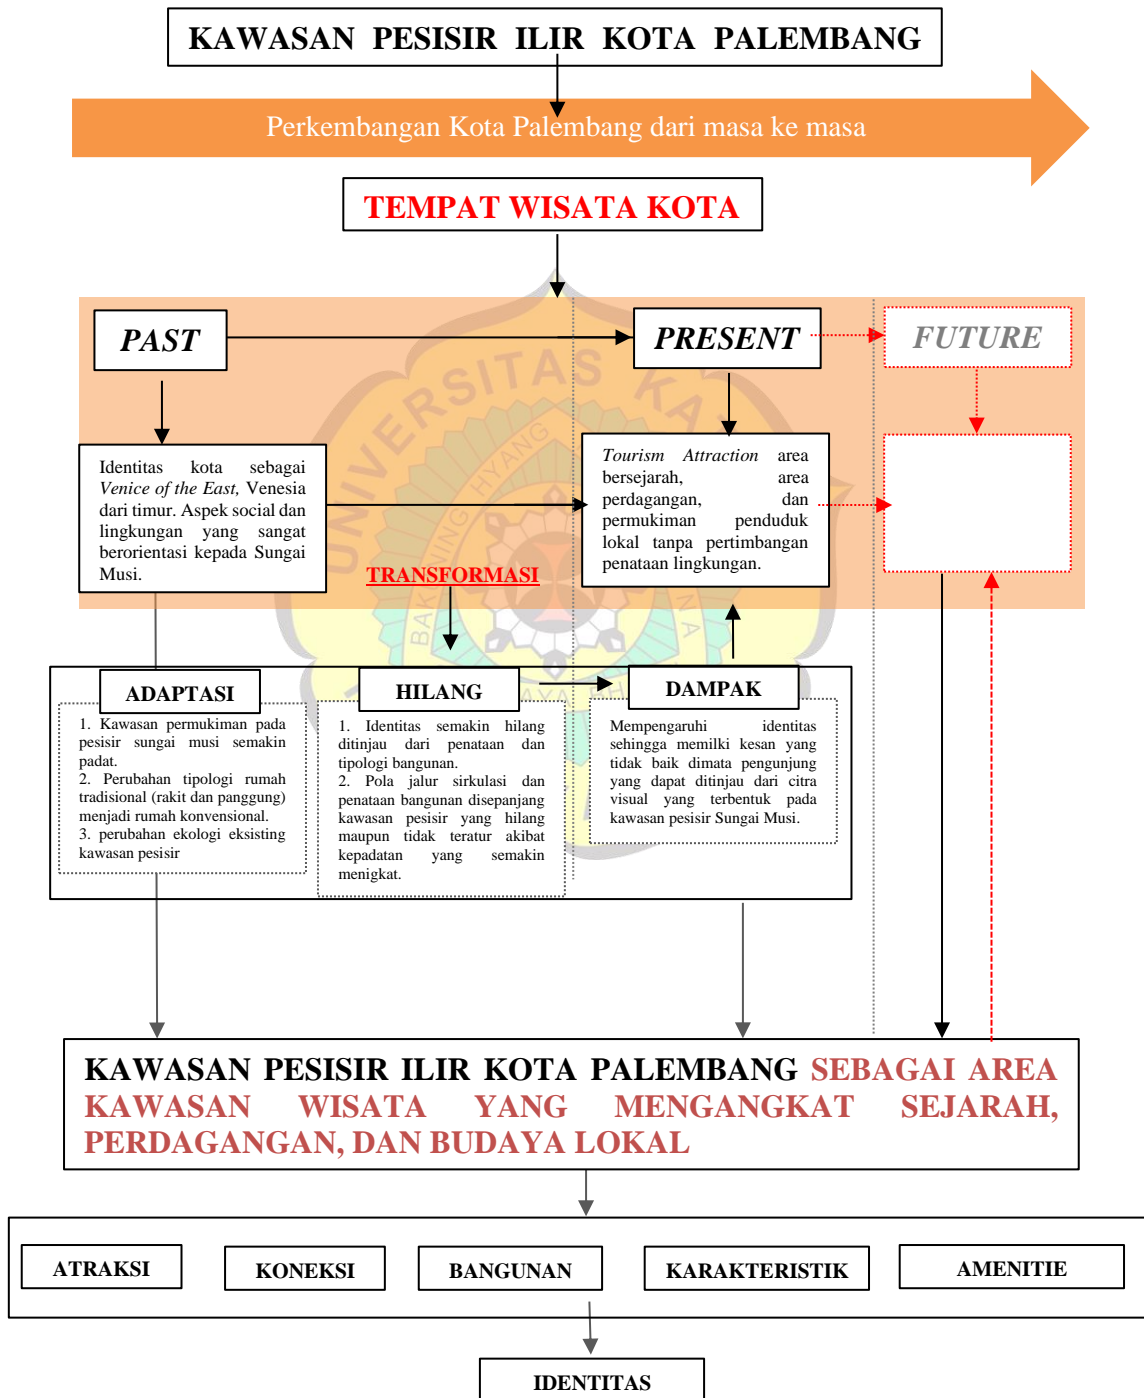 KAWASAN PESISIR ILIR KOTA PALEMBANG
Perkembangan Kota Palembang dari masa ke masa
TEMPAT WISATA KOTA
PAST
PRESENT
FUTURE
Identitas kota sebagai
Venice of the East, Venesia
dari timur. Aspek social dan
lingkungan yang sangat
berorientasi kepada Sungai
Musi.
Tourism Attraction area
bersejarah, area
perdagangan, dan
permukiman penduduk
lokal tanpa pertimbangan
penataan lingkungan.
TRANSFORMASI
ADAPTASI
1. Kawasan permukiman pada
pesisir sungai musi semakin
padat.
2. Perubahan tipologi rumah
tradisional (rakit dan panggung)
menjadi rumah konvensional.
3. perubahan ekologi eksisting
kawasan pesisir
HILANG
1. Identitas semakin hilang
ditinjau dari penataan dan
tipologi bangunan.
2. Pola jalur sirkulasi dan
penataan bangunan disepanjang
kawasan pesisir yang hilang
maupun tidak teratur akibat
kepadatan yang semakin
menigkat.
DAMPAK
Mempengaruhi identitas
sehingga memilki kesan yang
tidak baik dimata pengunjung
yang dapat ditinjau dari citra
visual yang terbentuk pada
kawasan pesisir Sungai Musi.
KAWASAN PESISIR ILIR KOTA PALEMBANG SEBAGAI AREA
KAWASAN WISATA YANG MENGANGKAT SEJARAH,
PERDAGANGAN, DAN BUDAYA LOKAL
ATRAKSI
KONEKSI
BANGUNAN
KARAKTERISTIK
AMENITIE
IDENTITAS